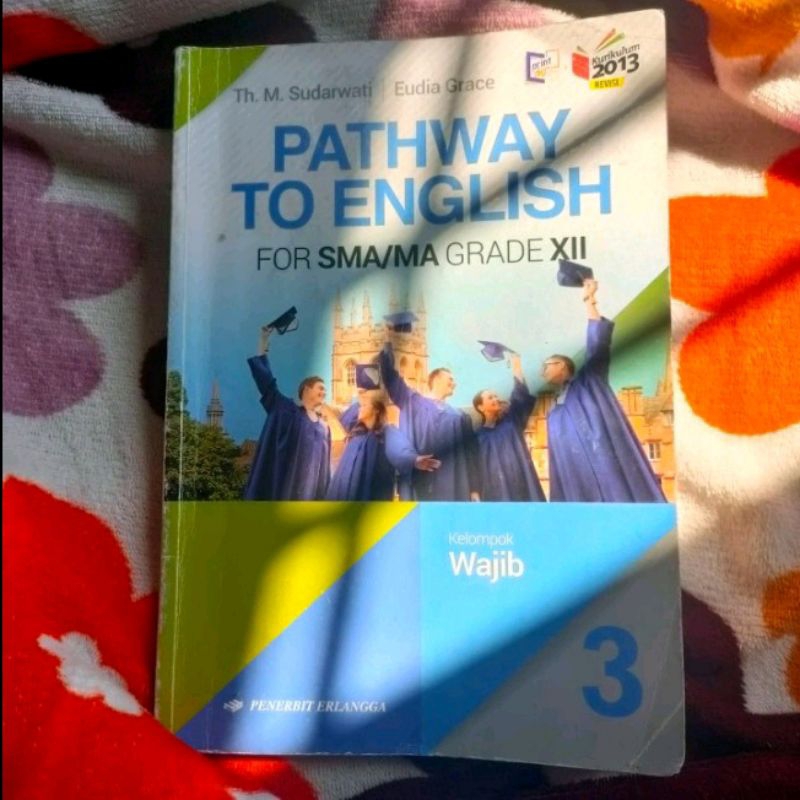 Th. M. Sudarwati | Eudia Grace
Kurikulum
2013
REVISI
PATHWAY
TO ENGLISH
FOR SMA/MA GRADE XII
Kelompok
Wajib
3
PENERBIT ERLANGGA